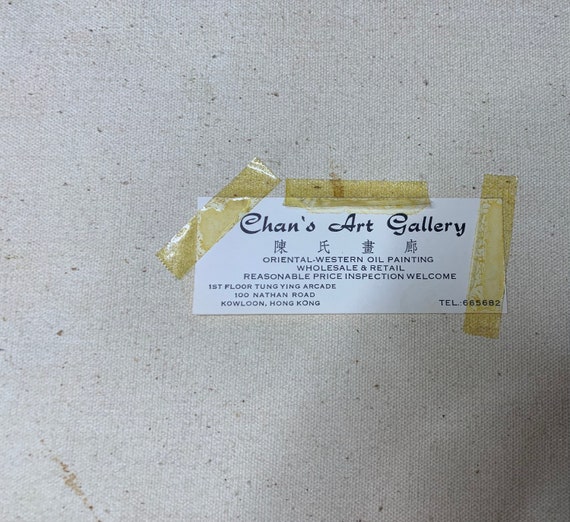 Chan's Art Gallery
陳氏畫廊
ORIENTAL-WESTERN OIL PAINTING
WHOLESALE & RETAIL
REASONABLE PRICE INSPECTION WELCOME
1ST FLOOR TUNG YING ARCADE
100 NATHAN ROAD
KOWLOON, HONG KONG
TEL.:665682